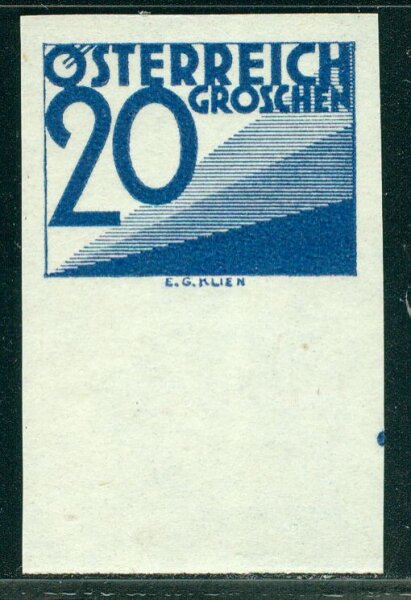 ÖSTERREICH
GROSCHEN
20
E.G.KLIEN